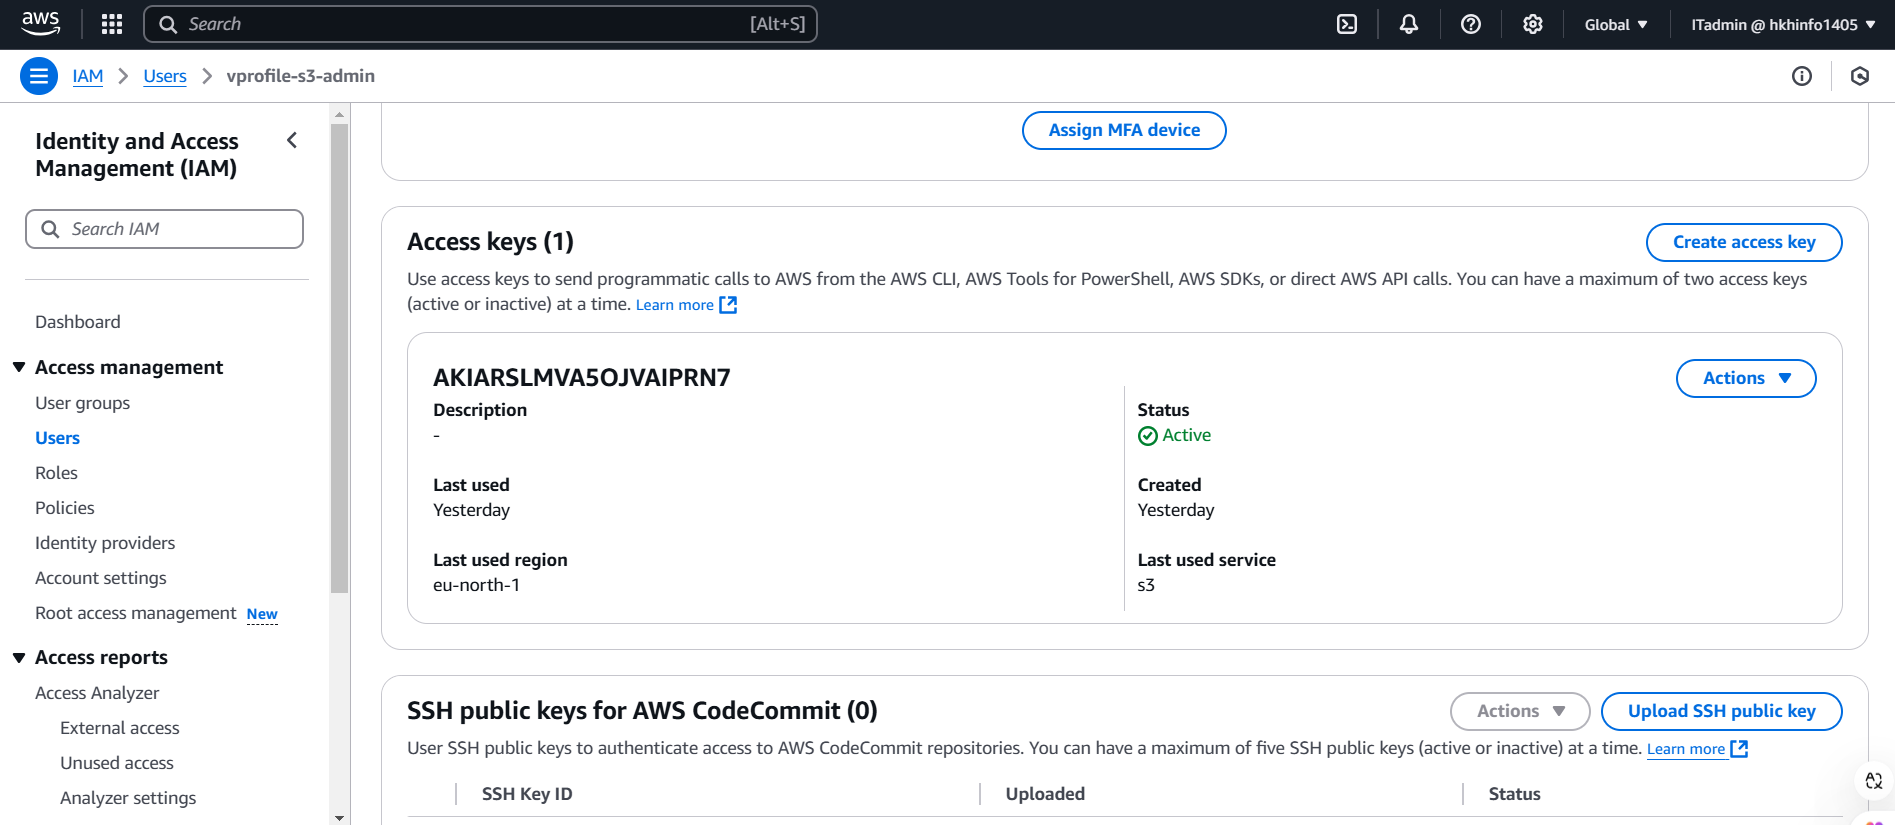 aws
Search [Alt+S]
Global ITadmin @ hkhinfo1405
IAM Users vprofile-s3-admin
Identity and Access
Management (IAM)
Search IAM
Dashboard
Access management
User groups
Users
Roles
Policies
Identity providers
Account settings
Root access management New
Access reports
Access Analyzer
External access
Unused access
Analyzer settings
Assign MFA device
Access keys (1)
Create access key
Use access keys to send programmatic calls to AWS from the AWS CLI, AWS Tools for PowerShell, AWS SDKs, or direct AWS API calls. You can have a maximum of two access keys
(active or inactive) at a time. Learn more
AKIARSLMVA5OJVAIPRN7
Actions
Description
-
Status
Active
Last used
Yesterday
Created
Yesterday
Last used region
eu-north-1
Last used service
s3
SSH public keys for AWS CodeCommit (0)
Actions
Upload SSH public key
User SSH public keys to authenticate access to AWS CodeCommit repositories. You can have a maximum of five SSH public keys (active or inactive) at a time. Learn more
SSH Key ID Uploaded Status